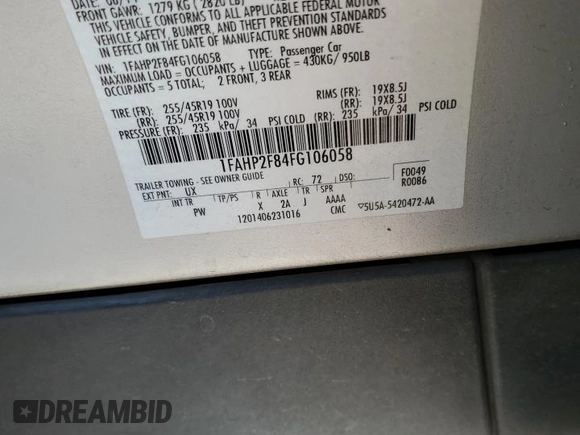 DATE: 06/1
FRONT GAWR: 1279 KG ( 2820 LB)
THIS VEHICLE CONFORMS TO ALL APPLICABLE FEDERAL MOTOR
VEHICLE SAFETY, BUMPER, AND THEFT PREVENTION STANDARDS
IN EFFECT ON THE DATE OF MANUFACTURE SHOWN ABOVE.
VIN: 1FAHP2F84FG106058 TYPE: Passenger Car
MAXIMUM LOAD = OCCUPANTS + LUGGAGE = 430KG/ 950LB
OCCUPANTS = 5 TOTAL; 2 FRONT, 3 REAR
TIRE (FR): 255/45R19 100V RIMS (FR): 19X8.5J
(RR): 255/45R19 100V (RR): 19X8.5J
PRESSURE(FR): 235 kPa/ 34 PSI COLD (RR): 235 kPa/ 34 PSI COLD
1FAHP2F84FG106058
TRAILER TOWING - SEE OWNER GUIDE
EXT PNT: UX RC: 72 DSO: F0049
INT TR TP/PS R AXLE TR SPR R0086
PW X 2A J AAAA
1201406231016 CMC ▽5U5A-5420472-AA
DREAMBID